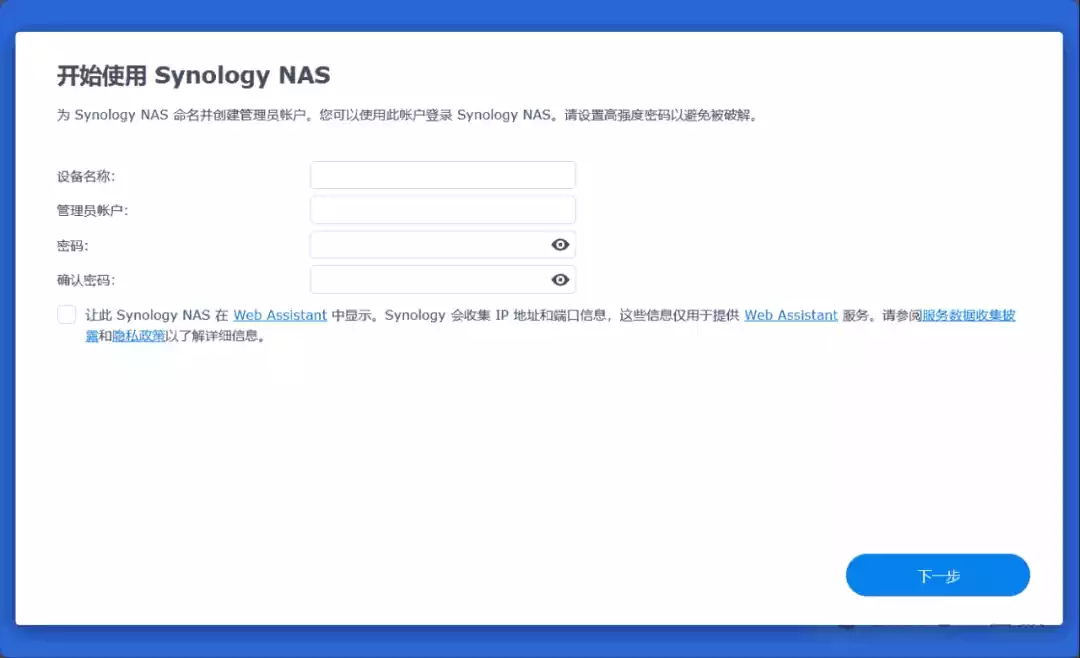 开始使用 Synology NAS
为 Synology NAS 命名并创建管理员帐户。您可以使用此帐户登录 Synology NAS。请设置高强度密码以避免被破解。
设备名称:
管理员帐户:
密码:
确认密码:
让此 Synology NAS 在 Web Assistant 中显示。Synology 会收集 IP 地址和端口信息，这些信息仅用于提供 Web Assistant 服务。请参阅服务数据收集披
露和隐私政策以了解详细信息。
下一步